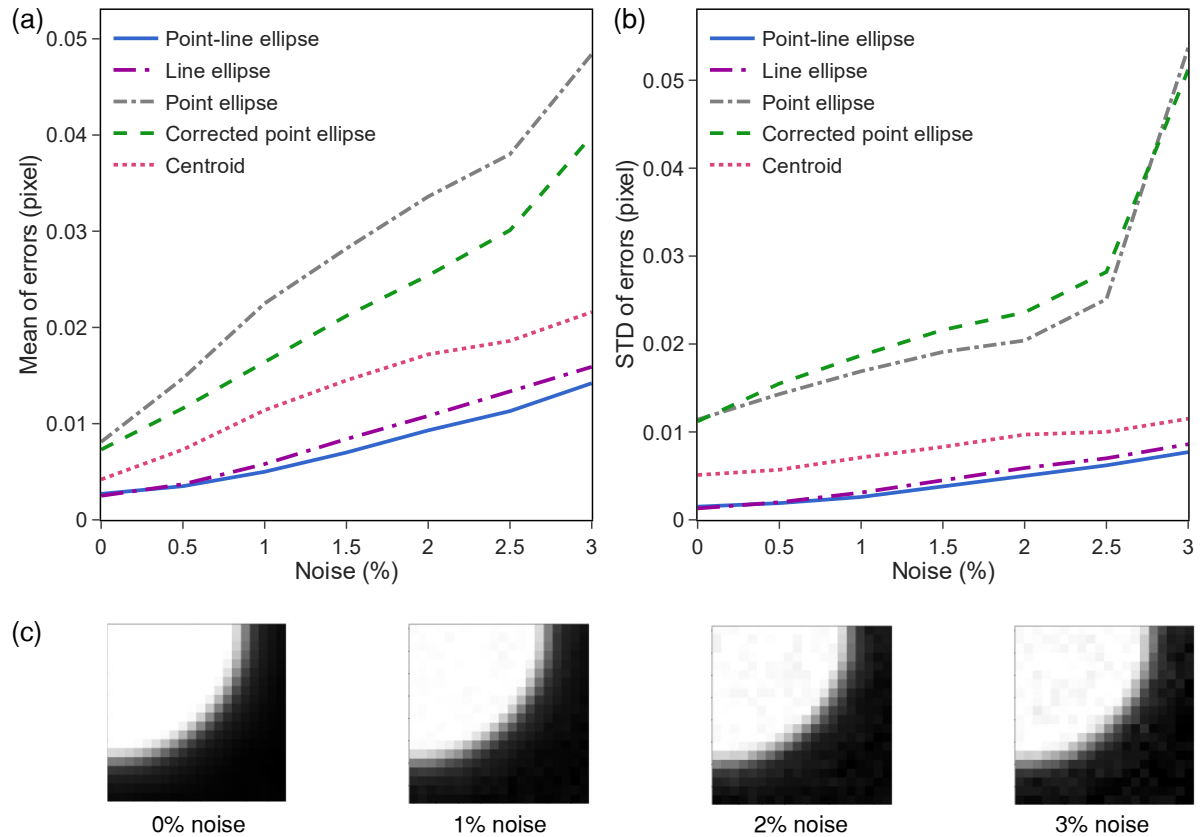 (a)
Mean of errors (pixel)
0.05
0.04
0.03
0.02
0.01
0
Point-line ellipse
Line ellipse
Point ellipse
Corrected point ellipse
Centroid
0 0.5 1 1.5 2 2.5 3
Noise (%)
(b)
STD of errors (pixel)
0.05
0.04
0.03
0.02
0.01
0
Point-line ellipse
Line ellipse
Point ellipse
Corrected point ellipse
Centroid
0 0.5 1 1.5 2 2.5 3
Noise (%)
(c)
0% noise
1% noise
2% noise
3% noise